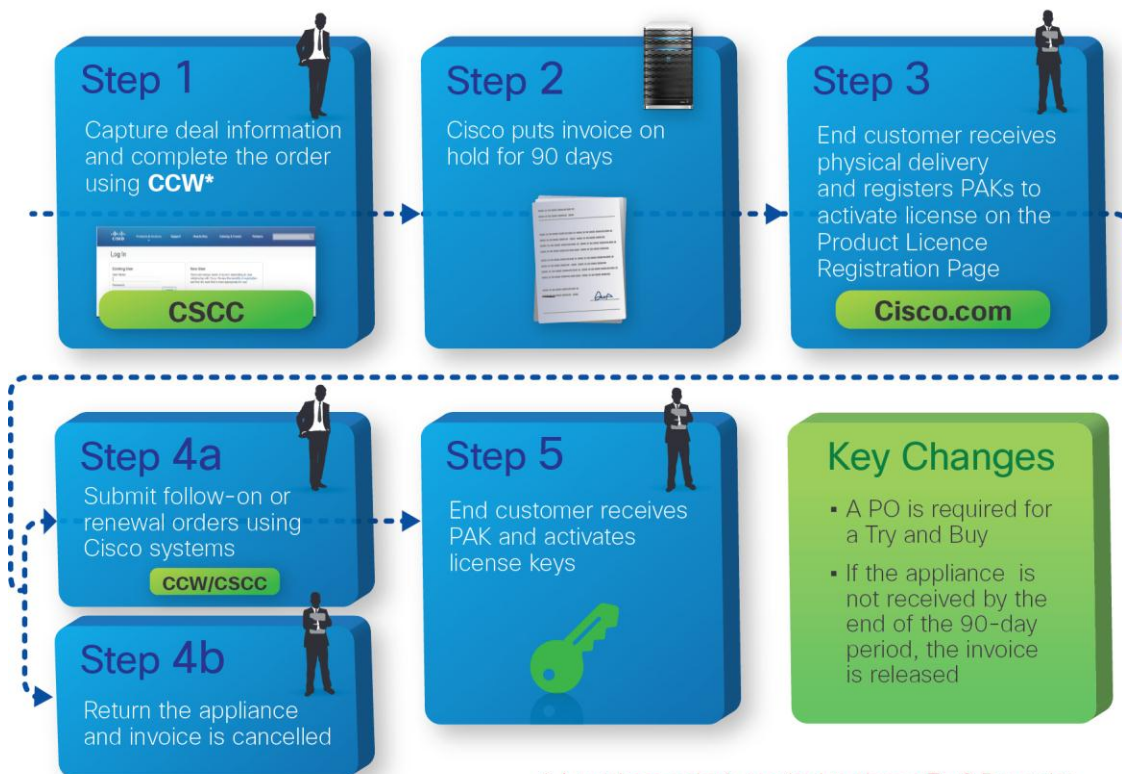 Step 1
Capture deal information
and complete the order
using CCW*
CISCO
Log In
CSCC
Step 2
Cisco puts invoice on
hold for 90 days
Step 3
End customer receives
physical delivery
and registers PAKs to
activate license on the
Product Licence
Registration Page
Cisco.com
Step 4a
Submit follow-on or
renewal orders using
Cisco systems
CCW/CSCC
Step 4b
Return the appliance
and invoice is cancelled
Step 5
End customer receives
PAK and activates
license keys
Key Changes
▪ A PO is required for
a Try and Buy
▪ If the appliance is
not received by the
end of the 90-day
period, the invoice
is released